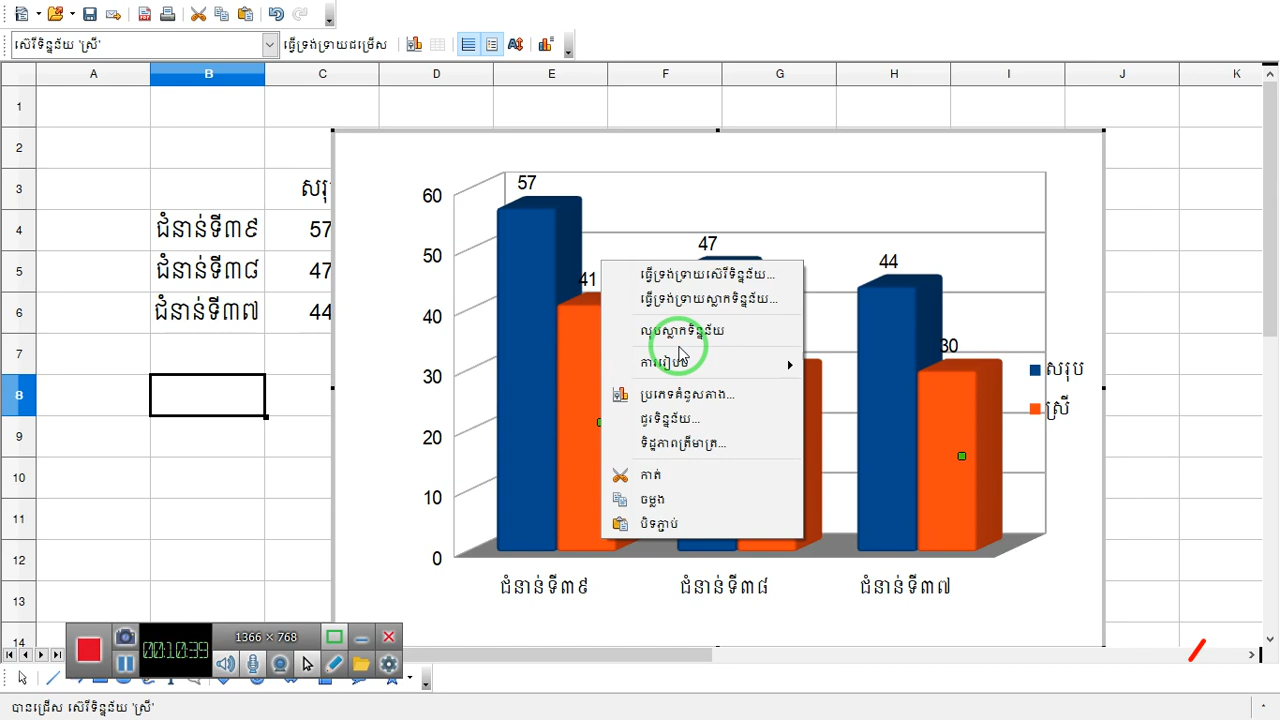 ស៊េរីទិន្នន័យ 'ស្រី'
ធ្វើទ្រង់ទ្រាយជម្រើស
A B C D E F G H I J K
1
2
3 សរុប
4 ជំនាន់ទី៣៩ 57
5 ជំនាន់ទី៣៨ 47
6 ជំនាន់ទី៣៧ 44
7
8
9
10
11
12
13
14
60
50
40
30
20
10
0
57
41
47
44
30
ជំនាន់ទី៣៩ ជំនាន់ទី៣៨ ជំនាន់ទី៣៧
សរុប
ស្រី
ធ្វើទ្រង់ទ្រាយស៊េរីទិន្នន័យ...
ធ្វើទ្រង់ទ្រាយស្លាកទិន្នន័យ...
លុបស្លាកទិន្នន័យ
ការរៀបចំ
ប្រភេទគំនូសតាង...
ជួរទិន្នន័យ...
ទិដ្ឋភាពត្រីមាត្រ...
កាត់
ចម្លង
បិទភ្ជាប់
00:10:39
1366 × 768
បានជ្រើស ស៊េរីទិន្នន័យ 'ស្រី'